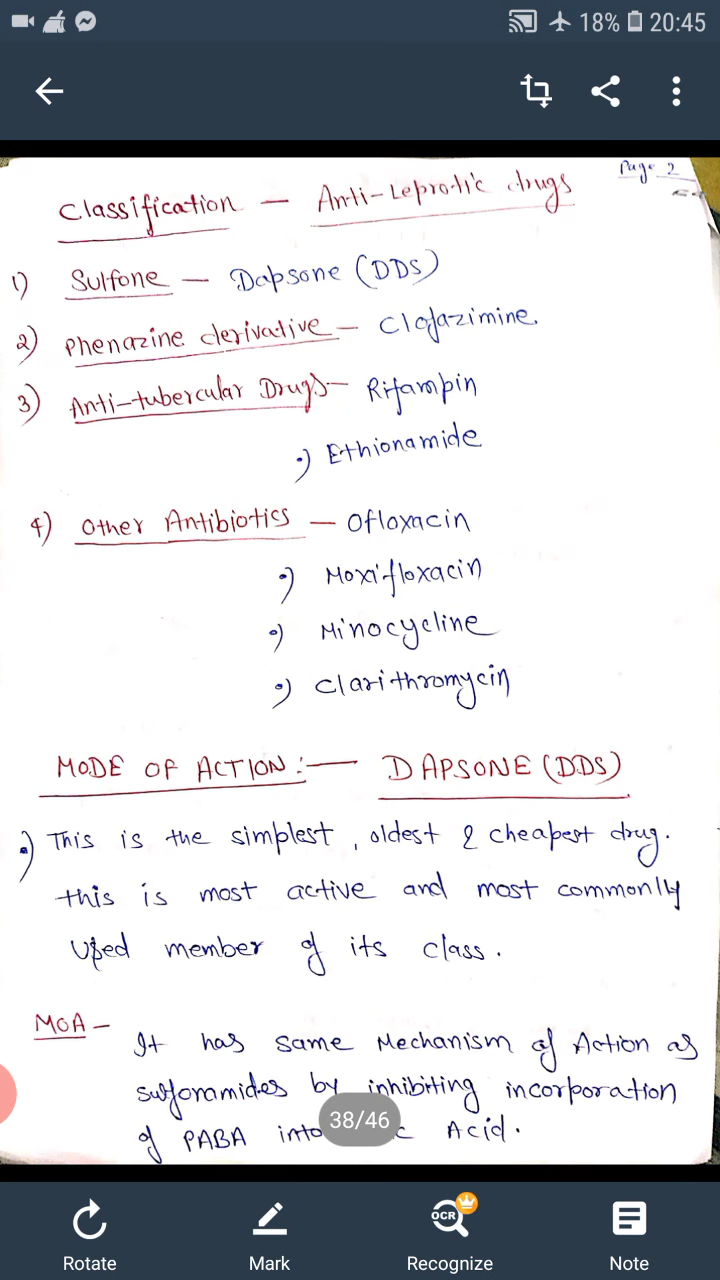 18% 20:45
Page 2
Classification — Anti-Leprotic drugs
1) Sulfone — Dapsone (DDS)
2) Phenazine derivative — Clofazimine.
3) Anti-tubercular Drugs — Rifampin
•) Ethionamide
4) Other Antibiotics — Ofloxacin
•) Moxifloxacin
•) Minocycline
•) Clarithromycin
MODE OF ACTION :— DAPSONE (DDS)
•) This is the simplest, oldest & cheapest drug.
this is most active and most commonly
used member of its class.
MOA — It has same Mechanism of Action as
sulfonamides by inhibiting incorporation
of PABA into Acid.
38/46
OCR
Rotate Mark Recognize Note